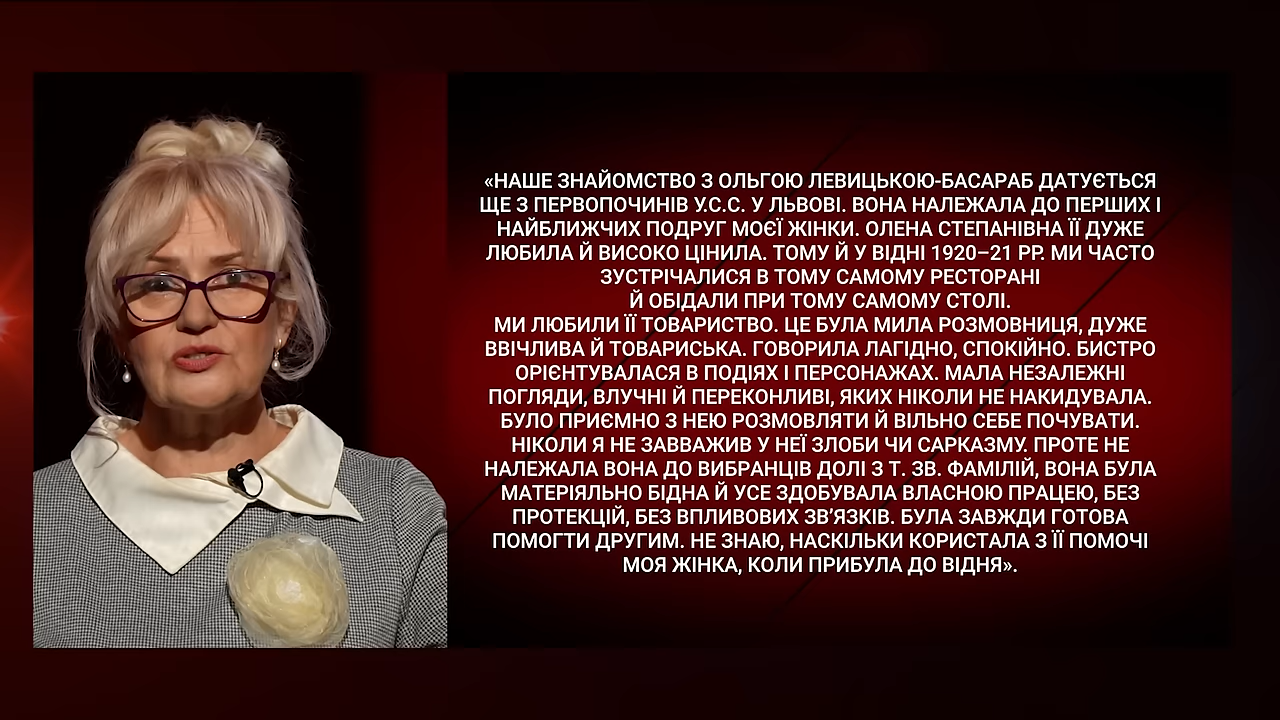 «НАШЕ ЗНАЙОМСТВО З ОЛЬГОЮ ЛЕВИЦЬКОЮ-БАСАРАБ ДАТУЄТЬСЯ
ЩЕ З ПЕРВОПОЧИНІВ У.С.С. У ЛЬВОВІ. ВОНА НАЛЕЖАЛА ДО ПЕРШИХ І
НАЙБЛИЖЧИХ ПОДРУГ МОЄЇ ЖІНКИ. ОЛЕНА СТЕПАНІВНА ЇЇ ДУЖЕ
ЛЮБИЛА Й ВИСОКО ЦІНИЛА. ТОМУ Й У ВІДНІ 1920–21 РР. МИ ЧАСТО
ЗУСТРІЧАЛИСЯ В ТОМУ САМОМУ РЕСТОРАНІ
Й ОБІДАЛИ ПРИ ТОМУ САМОМУ СТОЛІ.
МИ ЛЮБИЛИ ЇЇ ТОВАРИСТВО. ЦЕ БУЛА МИЛА РОЗМОВНИЦЯ, ДУЖЕ
ВВІЧЛИВА Й ТОВАРИСЬКА. ГОВОРИЛА ЛАГІДНО, СПОКІЙНО. БИСТРО
ОРІЄНТУВАЛАСЯ В ПОДІЯХ І ПЕРСОНАЖАХ. МАЛА НЕЗАЛЕЖНІ
ПОГЛЯДИ, ВЛУЧНІ Й ПЕРЕКОНЛИВІ, ЯКИХ НІКОЛИ НЕ НАКИДУВАЛА.
БУЛО ПРИЄМНО З НЕЮ РОЗМОВЛЯТИ Й ВІЛЬНО СЕБЕ ПОЧУВАТИ.
НІКОЛИ Я НЕ ЗАВВАЖИВ У НЕЇ ЗЛОБИ ЧИ САРКАЗМУ. ПРОТЕ НЕ
НАЛЕЖАЛА ВОНА ДО ВИБРАНЦІВ ДОЛІ З Т. ЗВ. ФАМІЛІЙ, ВОНА БУЛА
МАТЕРІЯЛЬНО БІДНА Й УСЕ ЗДОБУВАЛА ВЛАСНОЮ ПРАЦЕЮ, БЕЗ
ПРОТЕКЦІЙ, БЕЗ ВПЛИВОВИХ ЗВ’ЯЗКІВ. БУЛА ЗАВЖДИ ГОТОВА
ПОМОГТИ ДРУГИМ. НЕ ЗНАЮ, НАСКІЛЬКИ КОРИСТАЛА З ЇЇ ПОМОЧІ
МОЯ ЖІНКА, КОЛИ ПРИБУЛА ДО ВІДНЯ».